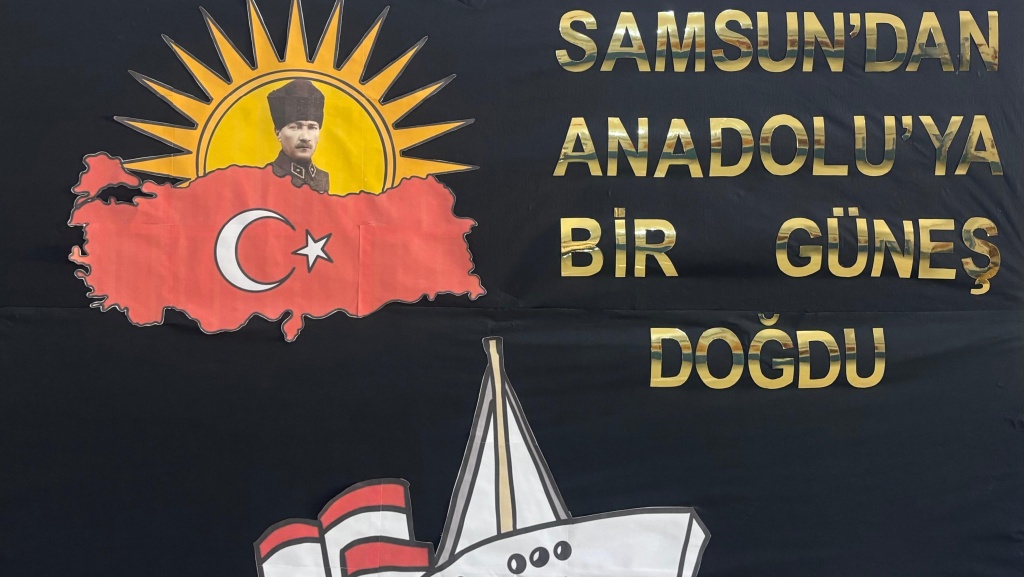 SAMSUN'DAN
ANADOLU'YA
BİR GÜNEŞ
DOĞDU